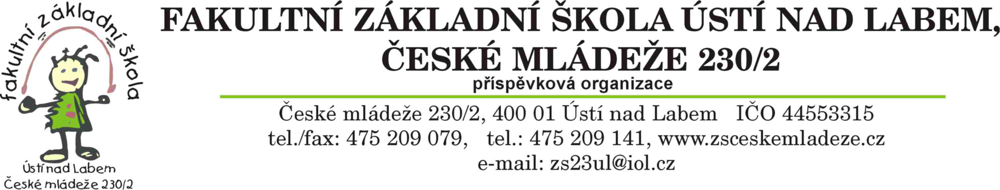 fakultní základní škola
Ústí nad Labem
České mládeže 230/2
FAKULTNÍ ZÁKLADNÍ ŠKOLA ÚSTÍ NAD LABEM,
ČESKÉ MLÁDEŽE 230/2
příspěvková organizace
České mládeže 230/2, 400 01 Ústí nad Labem IČO 44553315
tel./fax: 475 209 079, tel.: 475 209 141, www.zsceskemladeze.cz
e-mail: zs23ul@iol.cz